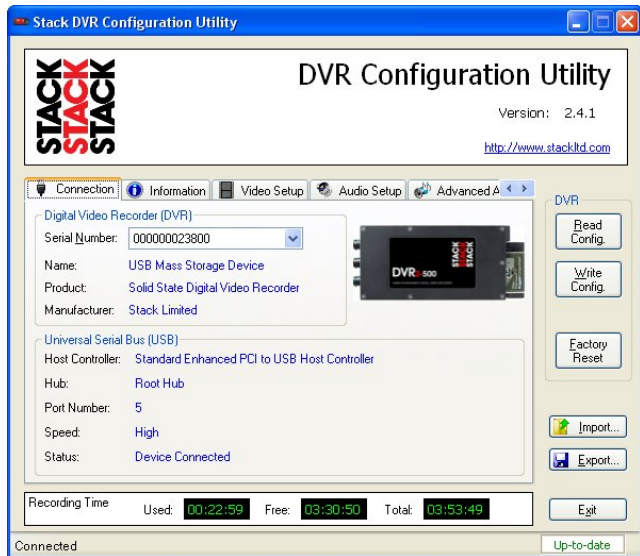 Stack DVR Configuration Utility
STACK
STACK
STACK
DVR Configuration Utility
Version: 2.4.1
http://www.stackltd.com
Connection
Information
Video Setup
Audio Setup
Advanced A
Digital Video Recorder (DVR)
Serial Number: 000000023800
Name: USB Mass Storage Device
Product: Solid State Digital Video Recorder
Manufacturer: Stack Limited
STACK
STACK
STACK
Universal Serial Bus (USB)
Host Controller: Standard Enhanced PCI to USB Host Controller
Hub: Root Hub
Port Number: 5
Speed: High
Status: Device Connected
DVR
Read
Config.
Write
Config.
Factory
Reset
Import...
Export...
Recording Time
Used: 00:22:59 Free: 03:30:50 Total: 03:53:49
Exit
Connected
Up-to-date